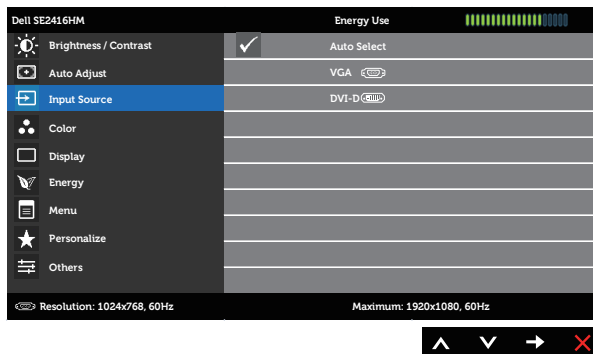 Dell SE2416HM Energy Use
Brightness / Contrast Auto Select
Auto Adjust VGA
Input Source DVI-D
Color
Display
Energy
Menu
Personalize
Others
Resolution: 1024x768, 60Hz Maximum: 1920x1080, 60Hz